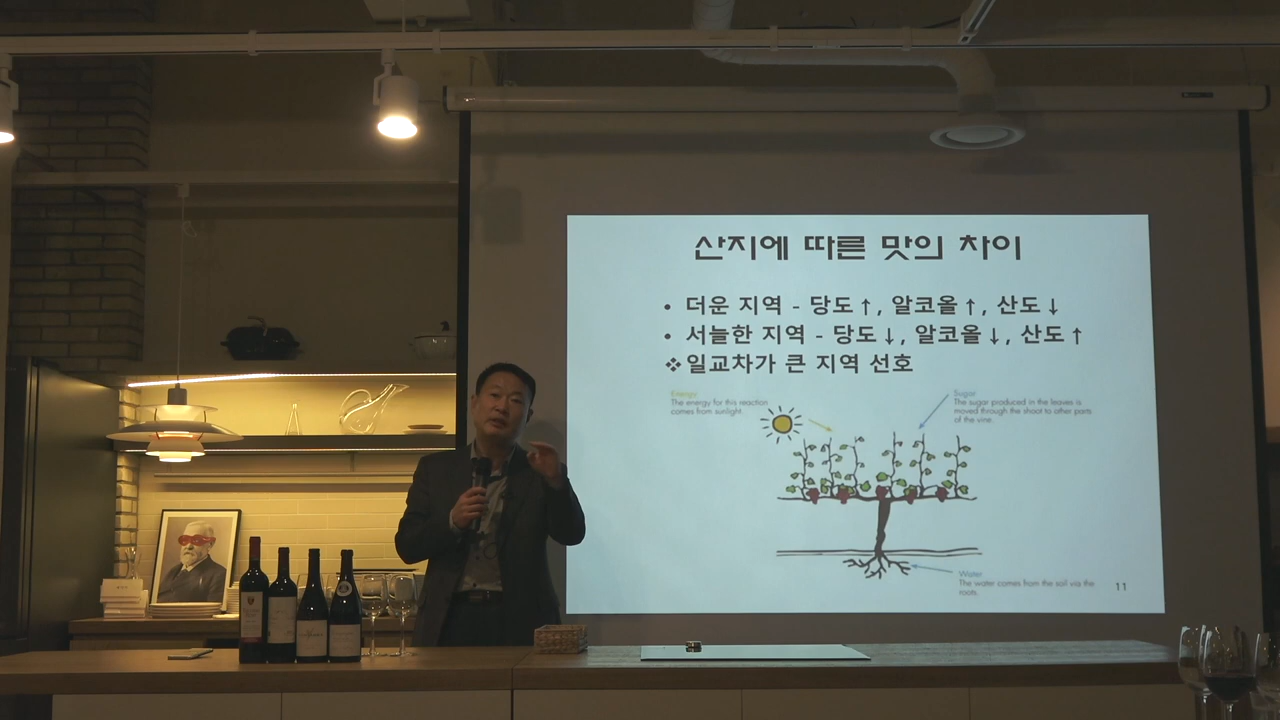 산지에 따른 맛의 차이
• 더운 지역 - 당도↑, 알코올↑, 산도↓
• 서늘한 지역 - 당도↓, 알코올↓, 산도↑
❖일교차가 큰 지역 선호
Energy
The energy for this reaction
comes from sunlight.
Sugar
The sugar produced in the leaves is
moved through the shoot to other parts
of the vine.
Water
The water comes from the soil via the
roots.
11